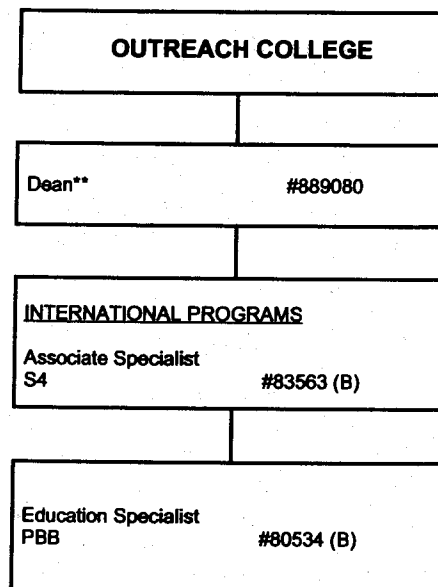 OUTREACH COLLEGE
Dean** #889080
INTERNATIONAL PROGRAMS
Associate Specialist
S4 #83563 (B)
Education Specialist
PBB #80534 (B)